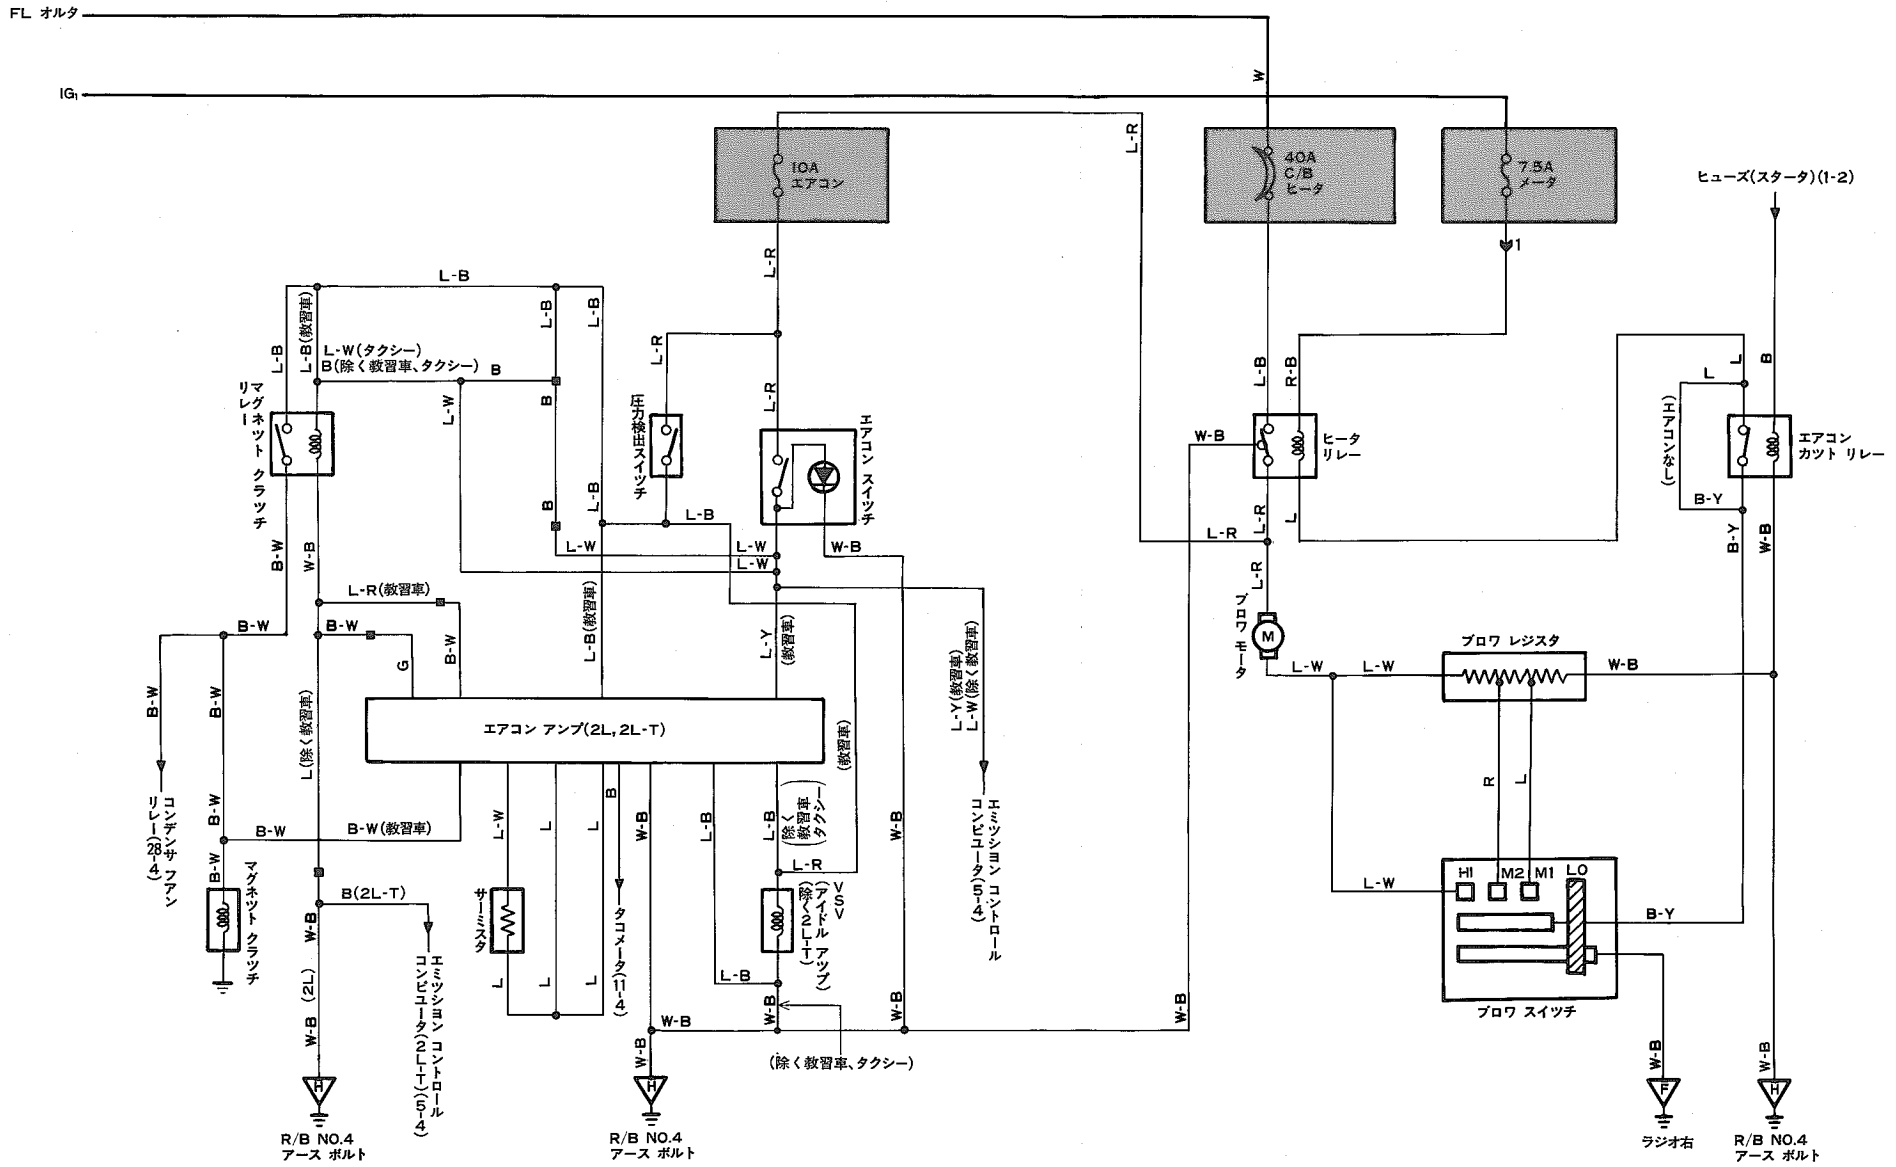 FL オルタ
IG₁
W
10A
エアコン
40A
C/B
ヒータ
7.5A
メータ
1
ヒューズ(スタータ)(1-2)
L-R
L-R
L-B
L-B
L-B(教習車)
L-B
L-B
L-W(タクシー)
B(除く教習車、タクシー)
B
L-W
B
B
L-B
L-R
L-R
マグネット クラッチ
リレー
圧力検出スイッチ
エアコン スイッチ
L-B
R-B
W-B
ヒータ
リレー
L
B
L
(エアコンなし)
B-Y
エアコン
カット リレー
B-Y
W-B
B-W
W-B
L-B
L-W
L-W
L-W
W-B
L-R
L-R
L
L-R
L-R(教習車)
B-W
B-W
G
B-W
L-B(教習車)
L-Y
(教習車)
L-Y(教習車)
L-W(除く教習車)
ブロワ モータ
M
L-W
L-W
ブロワ レジスタ
W-B
B-W
B-W
L(除く教習車)
エアコン アンプ(2L,2L-T)
(教習車)
R
L
コンデンサ ファン
リレー(28-4)
B-W
B-W
B-W(教習車)
B-W
マグネット クラッチ
L-W
L
L
B
W-B
L-B
L-B
(除く
教習車
タクシー)
W-B
エミッション コントロール
コンピュータ(5-4)
L-R
B(2L-T)
W-B
サーミスタ
タコメータ(11-4)
VSV
(アイドル アップ)
(除く2L-T)
L-W
HI
M2
M1
LO
B-Y
ブロワ スイッチ
W-B
(2L)
W-B
エミッション コントロール
コンピュータ(2L-T)(5-4)
L
L
L
L-B
W-B
W-B
W-B
W-B
W-B
(除く教習車、タクシー)
W-B
W-B
H
H
F
H
R/B NO.4
アース ボルト
R/B NO.4
アース ボルト
ラジオ右
R/B NO.4
アース ボルト